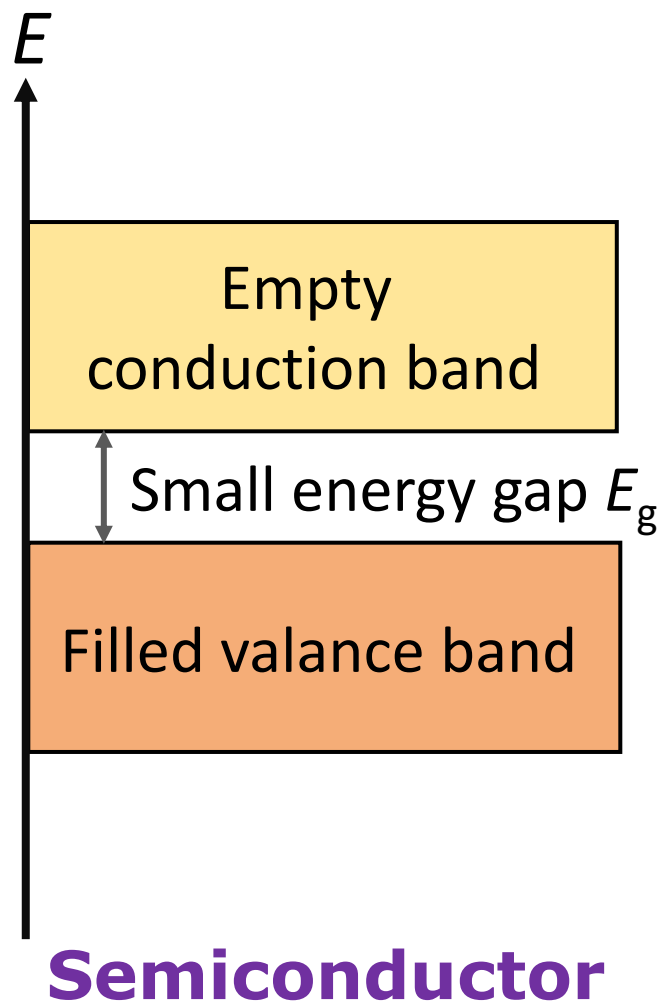 E
Empty
conduction band
Small energy gap Eg
Filled valance band
Semiconductor